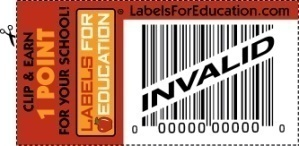 CLIP & EARN
1 POINT
FOR YOUR SCHOOL!
LABELS FOR
EDUCATION
LabelsForEducation.com
INVALID
0 00000 00000 0